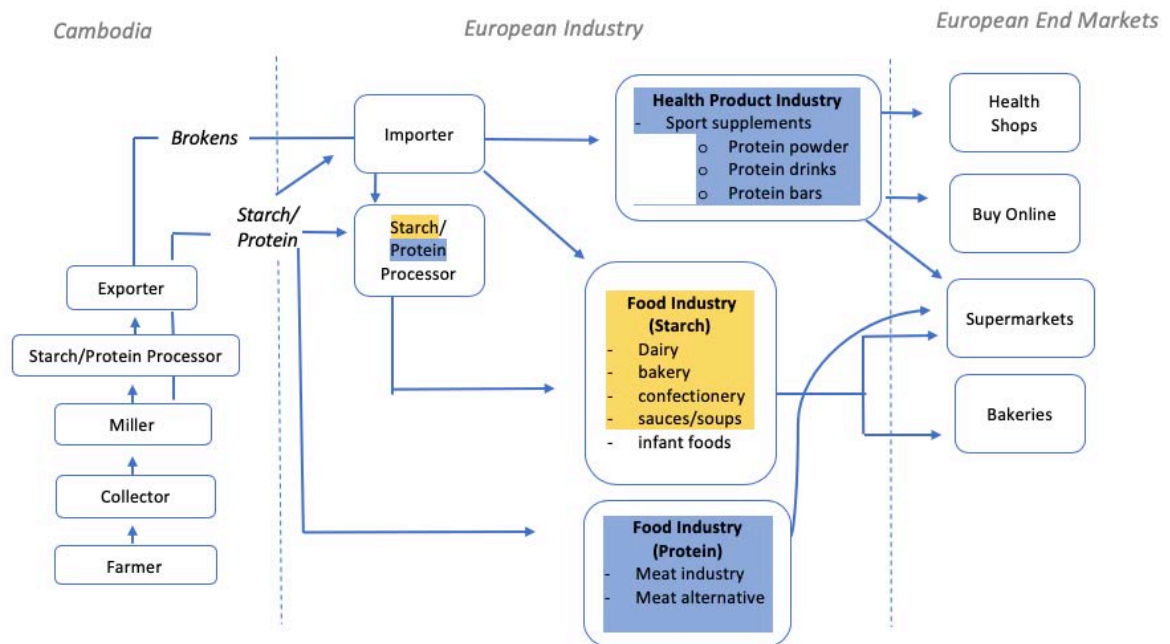 Cambodia
European Industry
European End Markets
Brokens
Starch/
Protein
Exporter
Starch/Protein Processor
Miller
Collector
Farmer
Importer
Starch/
Protein
Processor
Health Product Industry
- Sport supplements
o Protein powder
o Protein drinks
o Protein bars
Food Industry
(Starch)
- Dairy
- bakery
- confectionery
- sauces/soups
- infant foods
Food Industry
(Protein)
- Meat industry
- Meat alternative
Health
Shops
Buy Online
Supermarkets
Bakeries